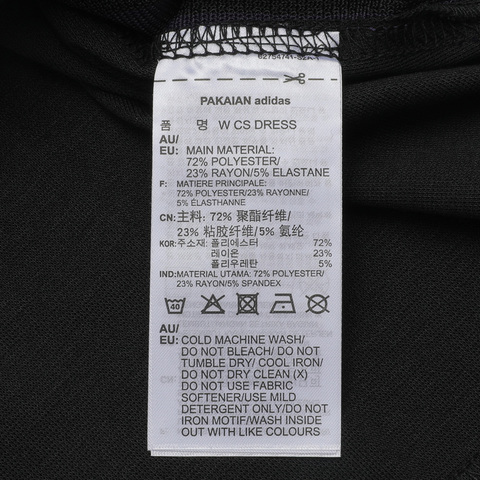 62754741-SZA-1
PAKAIAN adidas
품 명 W CS DRESS
AU/
EU: MAIN MATERIAL:
72% POLYESTER/
23% RAYON/5% ELASTANE
F: MATIERE PRINCIPALE:
72% POLYESTER/23% RAYONNE/
5% ÉLASTHANNE
CN: 主料: 72% 聚酯纤维/
23% 粘胶纤维/5% 氨纶
KOR: 주소재: 폴리에스터 72%
레이온 23%
폴리우레탄 5%
IND: MATERIAL UTAMA: 72% POLYESTER/
23% RAYON/5% SPANDEX
40
AU/
EU: COLD MACHINE WASH/
DO NOT BLEACH/ DO NOT
TUMBLE DRY/ COOL IRON/
DO NOT DRY CLEAN (X)
DO NOT USE FABRIC
SOFTENER/USE MILD
DETERGENT ONLY/DO NOT
IRON MOTIF/WASH INSIDE
OUT WITH LIKE COLOURS